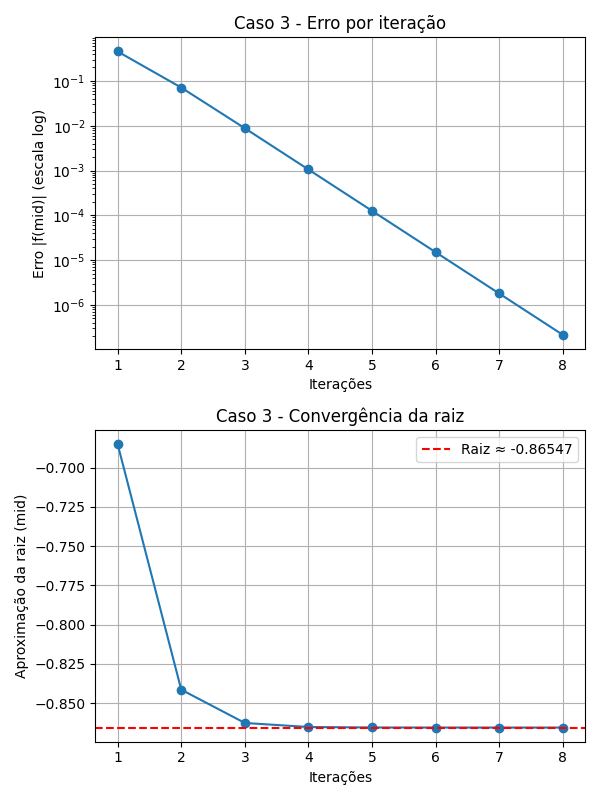 Caso 3 - Erro por iteração
Erro |f(mid)| (escala log)
10⁻¹
10⁻²
10⁻³
10⁻⁴
10⁻⁵
10⁻⁶
1 2 3 4 5 6 7 8
Iterações
Caso 3 - Convergência da raiz
Raiz ≈ -0.86547
Aproximação da raiz (mid)
−0.700
−0.725
−0.750
−0.775
−0.800
−0.825
−0.850
1 2 3 4 5 6 7 8
Iterações